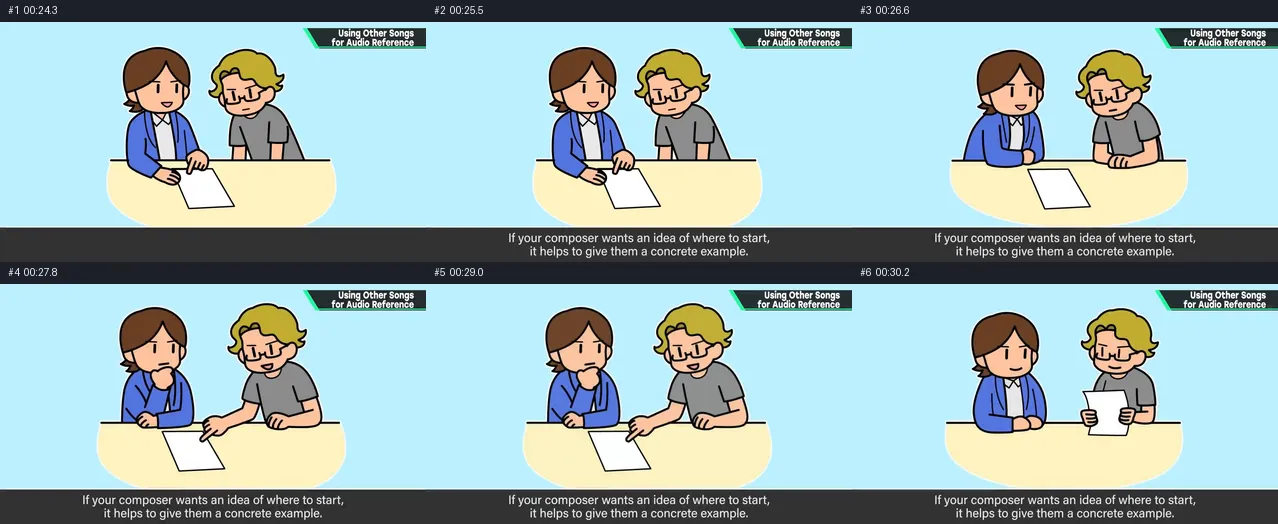 #1 00:24.3
Using Other Songs
for Audio Reference
#2 00:25.5
Using Other Songs
for Audio Reference
If your composer wants an idea of where to start,
it helps to give them a concrete example.
#3 00:26.6
Using Other Songs
for Audio Reference
If your composer wants an idea of where to start,
it helps to give them a concrete example.
#4 00:27.8
Using Other Songs
for Audio Reference
If your composer wants an idea of where to start,
it helps to give them a concrete example.
#5 00:29.0
Using Other Songs
for Audio Reference
If your composer wants an idea of where to start,
it helps to give them a concrete example.
#6 00:30.2
Using Other Songs
for Audio Reference
If your composer wants an idea of where to start,
it helps to give them a concrete example.